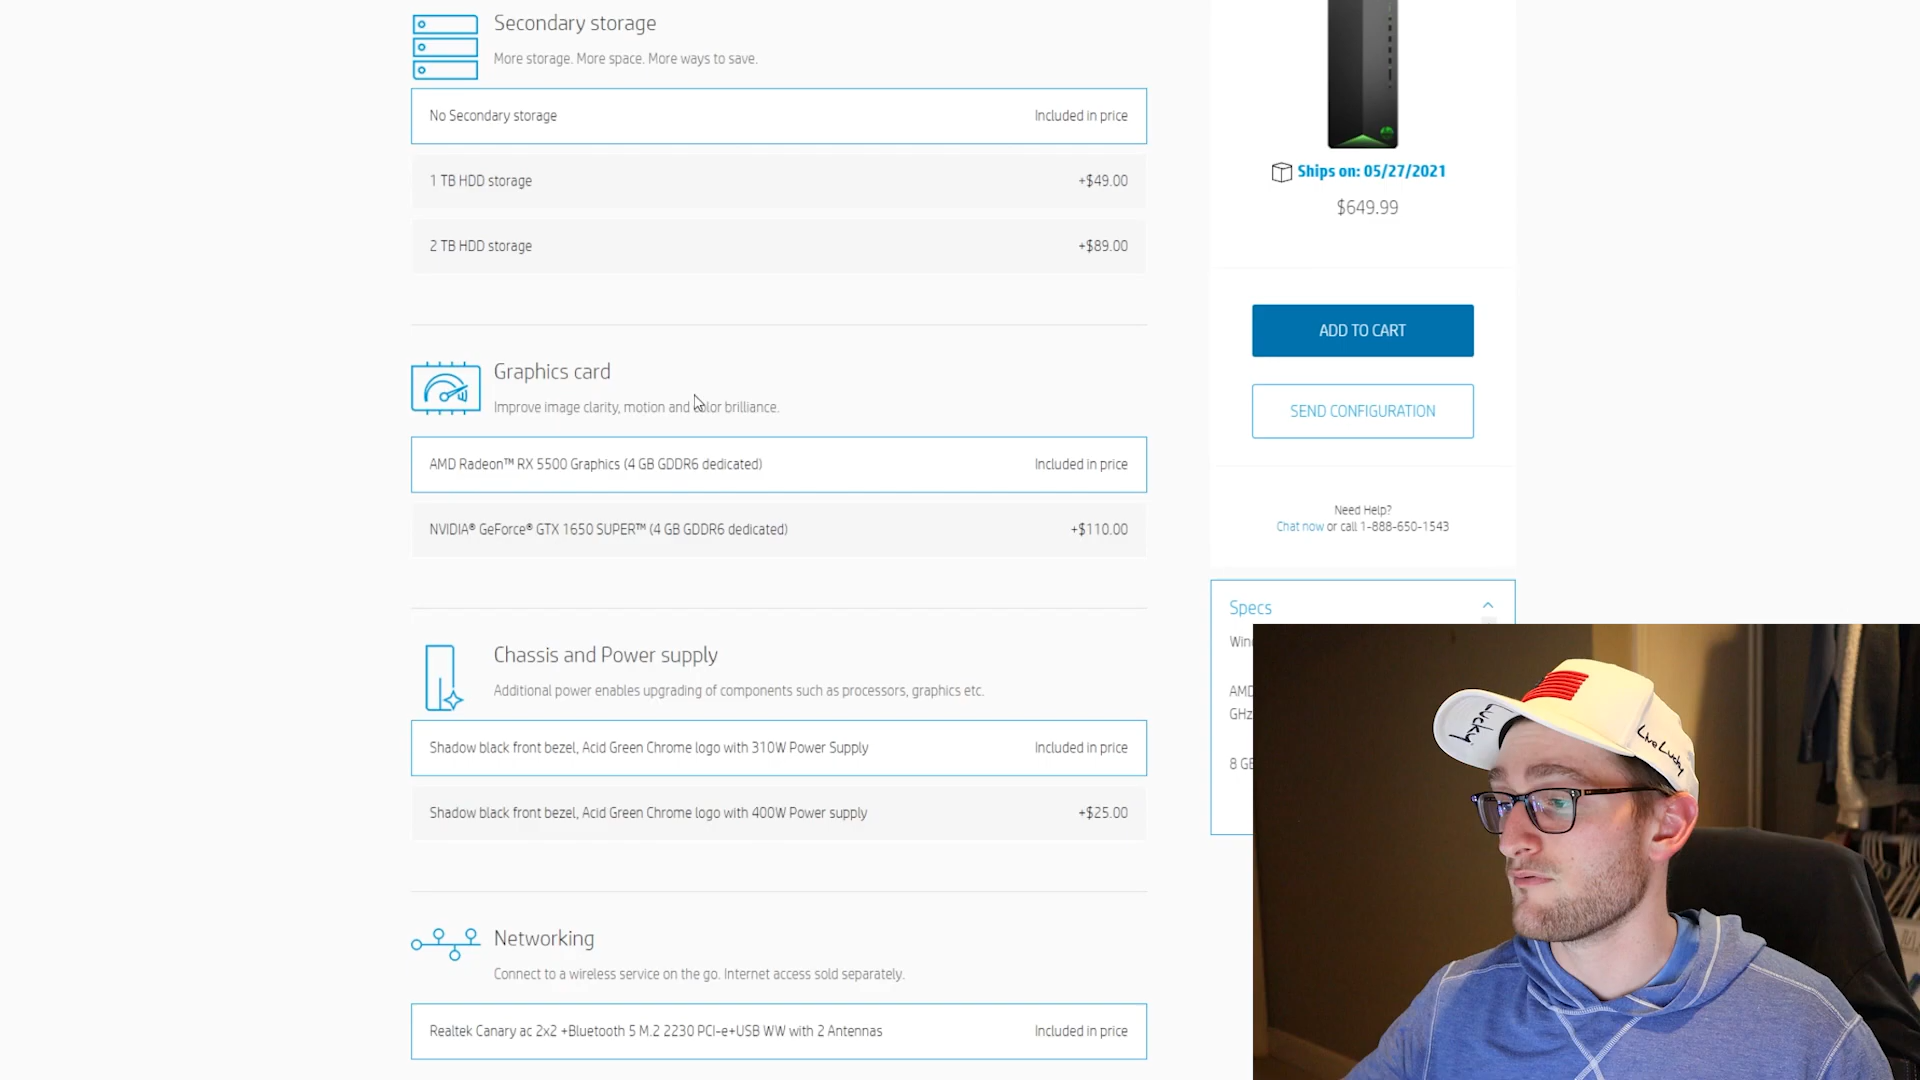 Secondary storage
More storage. More space. More ways to save.
No Secondary storage Included in price
1 TB HDD storage +$49.00
2 TB HDD storage +$89.00
Graphics card
Improve image clarity, motion and color brilliance.
AMD Radeon™ RX 5500 Graphics (4 GB GDDR6 dedicated) Included in price
NVIDIA® GeForce® GTX 1650 SUPER™ (4 GB GDDR6 dedicated) +$110.00
Chassis and Power supply
Additional power enables upgrading of components such as processors, graphics etc.
Shadow black front bezel, Acid Green Chrome logo with 310W Power Supply Included in price
Shadow black front bezel, Acid Green Chrome logo with 400W Power supply +$25.00
Networking
Connect to a wireless service on the go. Internet access sold separately.
Realtek Canary ac 2x2 +Bluetooth 5 M.2 2230 PCI-e+USB WW with 2 Antennas Included in price
Ships on: 05/27/2021
$649.99
ADD TO CART
SEND CONFIGURATION
Need Help?
Chat now or call 1-888-650-1543
Specs
AMD
GHz
8 GB
Lucky
Live Lucky